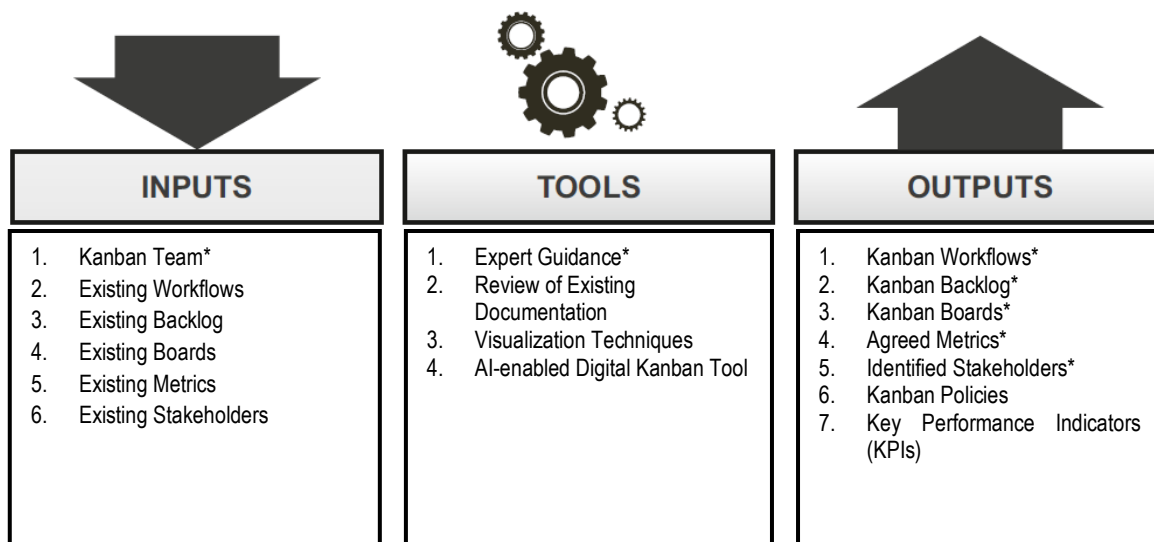 INPUTS
1. Kanban Team*
2. Existing Workflows
3. Existing Backlog
4. Existing Boards
5. Existing Metrics
6. Existing Stakeholders
TOOLS
1. Expert Guidance*
2. Review of Existing
Documentation
3. Visualization Techniques
4. AI-enabled Digital Kanban Tool
OUTPUTS
1. Kanban Workflows*
2. Kanban Backlog*
3. Kanban Boards*
4. Agreed Metrics*
5. Identified Stakeholders*
6. Kanban Policies
7. Key Performance Indicators
(KPIs)